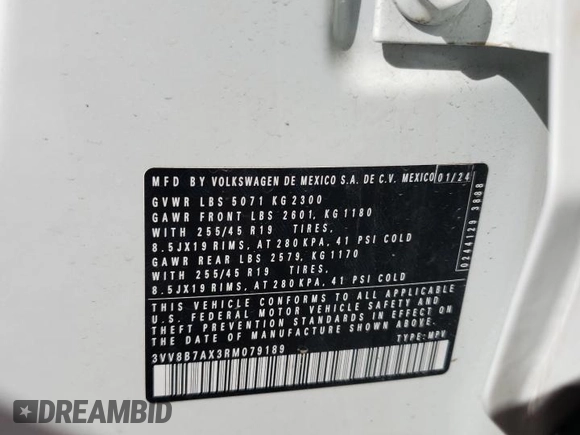 MFD BY VOLKSWAGEN DE MEXICO S.A. DE C.V. MEXICO 01/24
GVWR LBS 5071 KG 2300
GAWR FRONT LBS 2601, KG 1180
WITH 255/45 R19 TIRES,
8.5JX19 RIMS, AT 280 KPA, 41 PSI COLD
GAWR REAR LBS 2579, KG 1170
WITH 255/45 R19 TIRES,
8.5JX19 RIMS, AT 280 KPA, 41 PSI COLD
THIS VEHICLE CONFORMS TO ALL APPLICABLE
U.S. FEDERAL MOTOR VEHICLE SAFETY AND
THEFT PREVENTION STANDARDS IN EFFECT ON
THE DATE OF MANUFACTURE SHOWN ABOVE.
3VV8B7AX3RM079189 TYPE: MPV
0244129 3888
DREAMBID